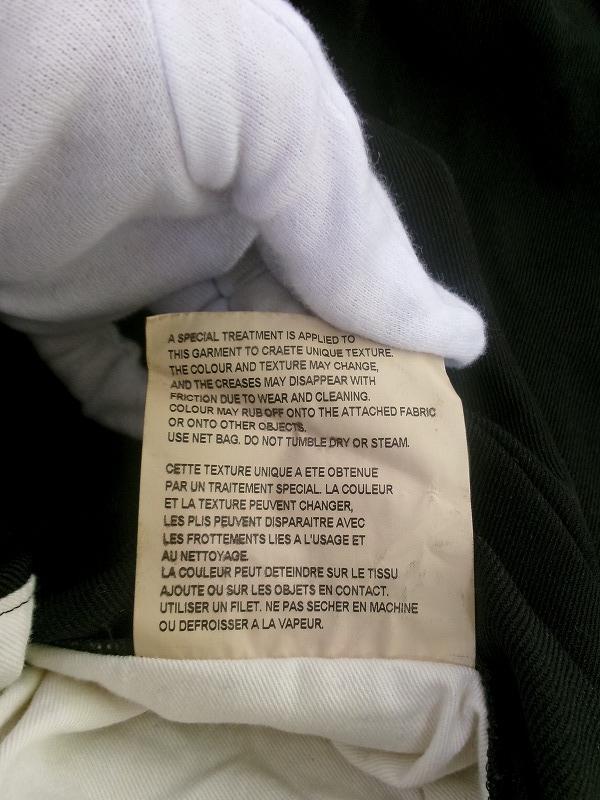 A SPECIAL TREATMENT IS APPLIED TO
THIS GARMENT TO CRAETE UNIQUE TEXTURE.
THE COLOUR AND TEXTURE MAY CHANGE,
AND THE CREASES MAY DISAPPEAR WITH
FRICTION DUE TO WEAR AND CLEANING.
COLOUR MAY RUB OFF ONTO THE ATTACHED FABRIC
OR ONTO OTHER OBJECTS.
USE NET BAG. DO NOT TUMBLE DRY OR STEAM.
CETTE TEXTURE UNIQUE A ETE OBTENUE
PAR UN TRAITEMENT SPECIAL. LA COULEUR
ET LA TEXTURE PEUVENT CHANGER,
LES PLIS PEUVENT DISPARAITRE AVEC
LES FROTTEMENTS LIES A L'USAGE ET
AU NETTOYAGE.
LA COULEUR PEUT DETEINDRE SUR LE TISSU
AJOUTE OU SUR LES OBJETS EN CONTACT.
UTILISER UN FILET. NE PAS SECHER EN MACHINE
OU DEFROISSER A LA VAPEUR.